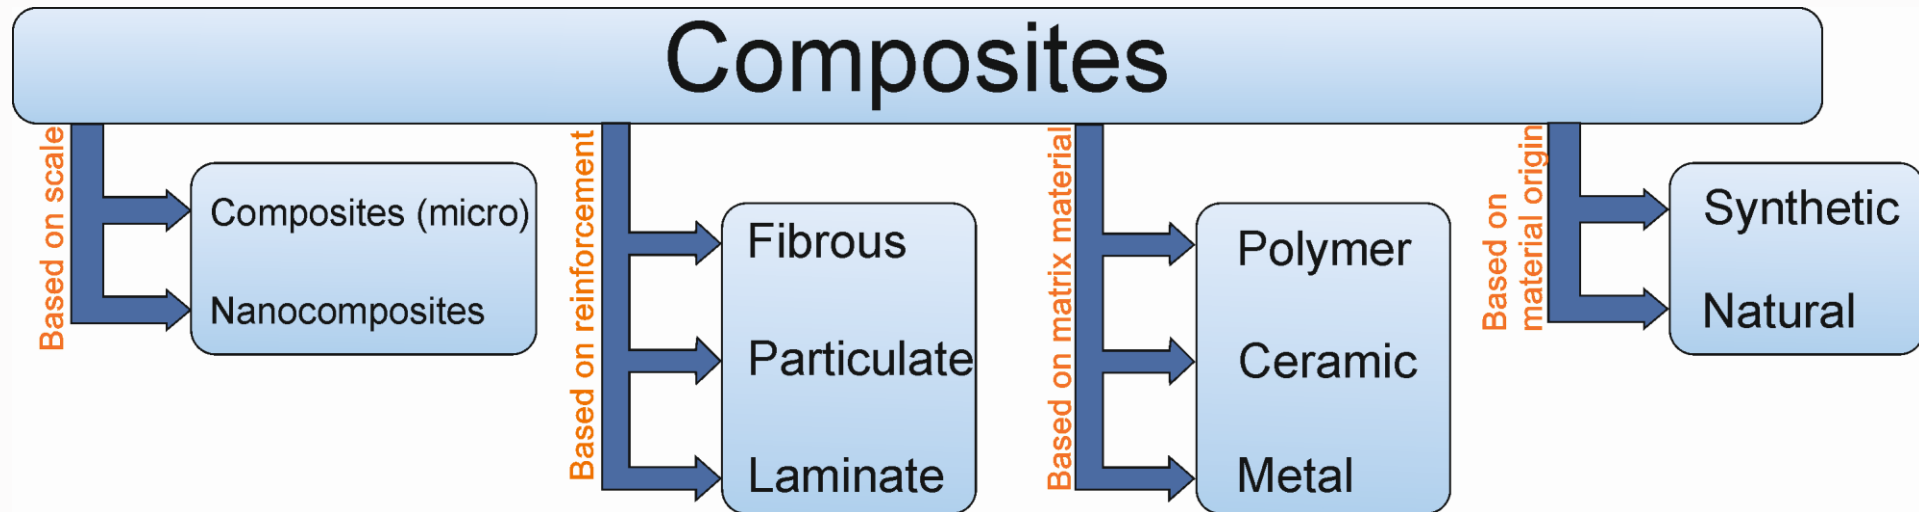 Composites
Based on scale
Composites (micro)
Nanocomposites
Based on reinforcement
Fibrous
Particulate
Laminate
Based on matrix material
Polymer
Ceramic
Metal
Based on
material origin
Synthetic
Natural